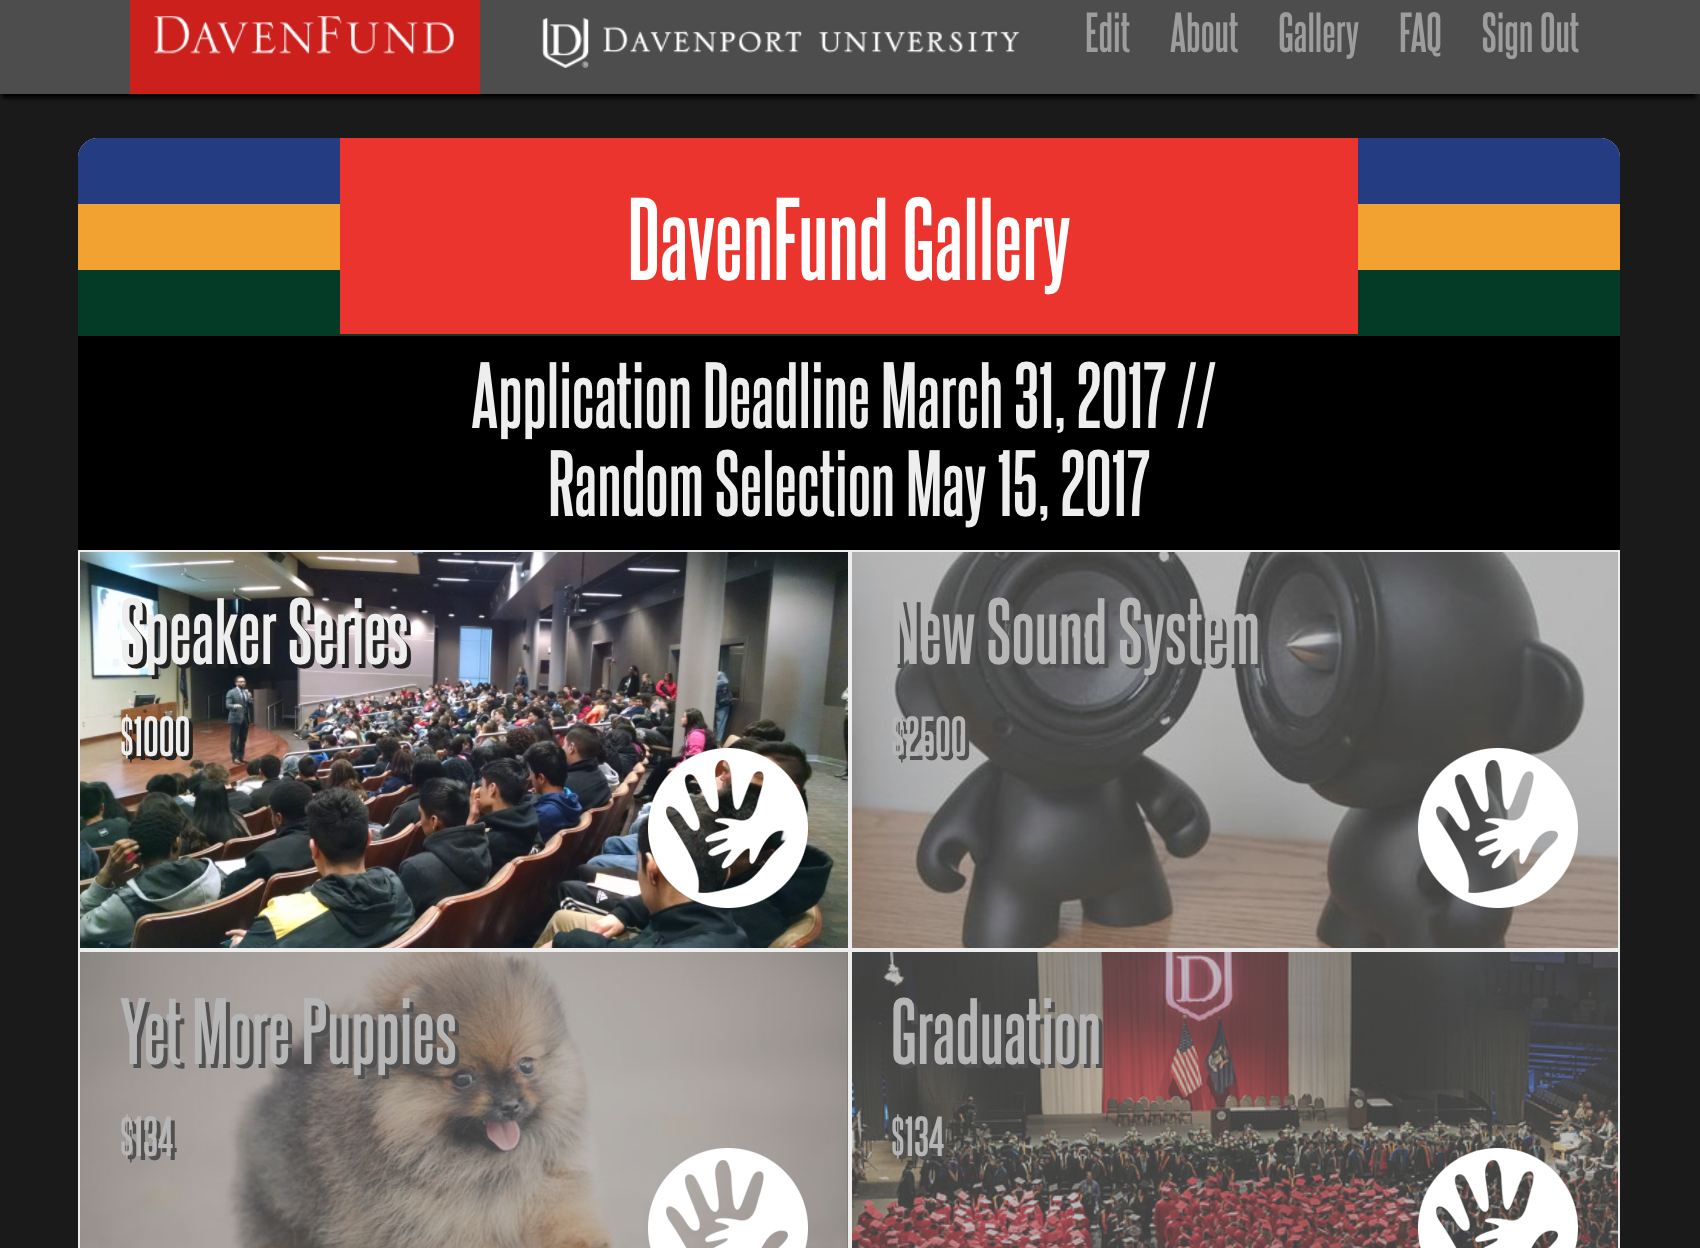 DAVENFUND
DAVENPORT UNIVERSITY
Edit About Gallery FAQ Sign Out
DavenFund Gallery
Application Deadline March 31, 2017 //
Random Selection May 15, 2017
Speaker Series
$1000
New Sound System
$2500
Yet More Puppies
$134
Graduation
$134